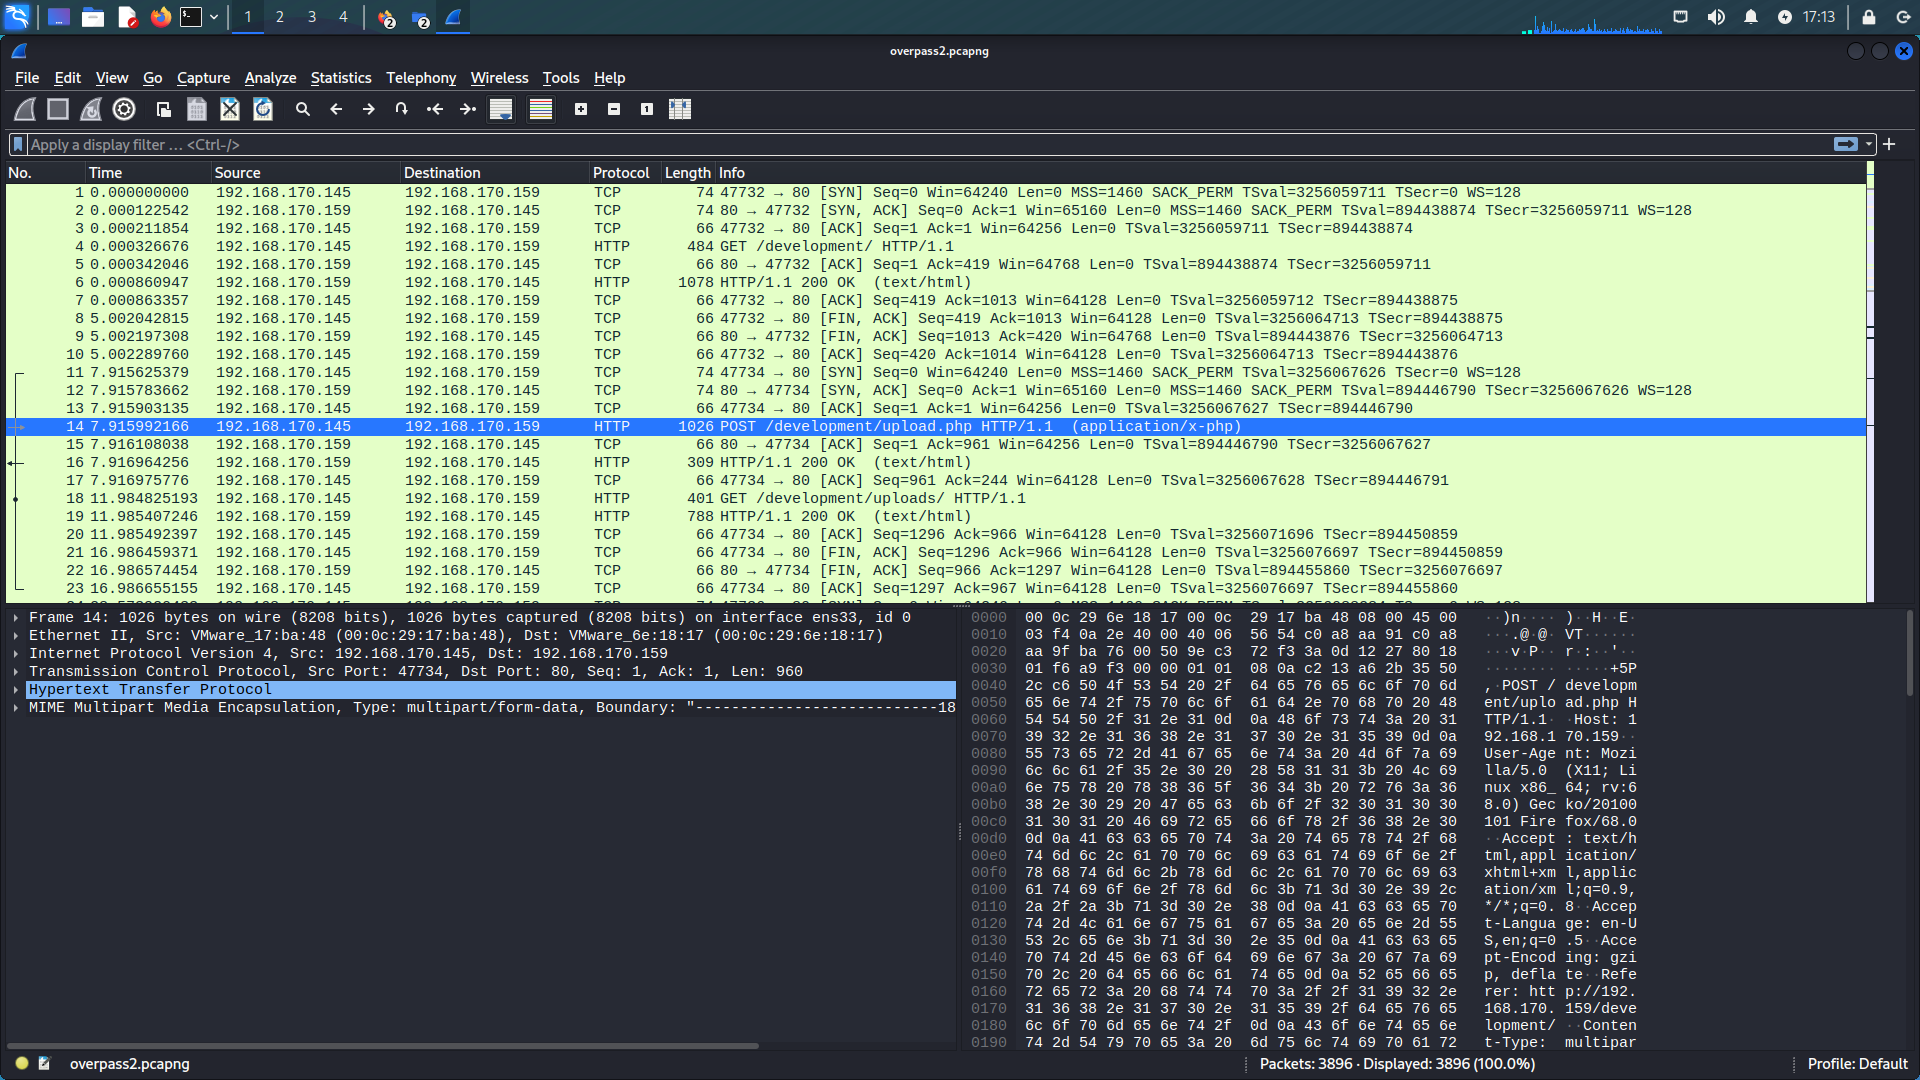 1 2 3 4 2 2 17:13
overpass2.pcapng
File Edit View Go Capture Analyze Statistics Telephony Wireless Tools Help
Apply a display filter … <Ctrl-/>
No. Time Source Destination Protocol Length Info
1 0.000000000 192.168.170.145 192.168.170.159 TCP 74 47732 → 80 [SYN] Seq=0 Win=64240 Len=0 MSS=1460 SACK_PERM TSval=3256059711 TSecr=0 WS=128
2 0.000122542 192.168.170.159 192.168.170.145 TCP 74 80 → 47732 [SYN, ACK] Seq=0 Ack=1 Win=65160 Len=0 MSS=1460 SACK_PERM TSval=894438874 TSecr=3256059711 WS=128
3 0.000211854 192.168.170.145 192.168.170.159 TCP 66 47732 → 80 [ACK] Seq=1 Ack=1 Win=64256 Len=0 TSval=3256059711 TSecr=894438874
4 0.000326676 192.168.170.145 192.168.170.159 HTTP 484 GET /development/ HTTP/1.1
5 0.000342046 192.168.170.159 192.168.170.145 TCP 66 80 → 47732 [ACK] Seq=1 Ack=419 Win=64768 Len=0 TSval=894438874 TSecr=3256059711
6 0.000860947 192.168.170.159 192.168.170.145 HTTP 1078 HTTP/1.1 200 OK (text/html)
7 0.000863357 192.168.170.145 192.168.170.159 TCP 66 47732 → 80 [ACK] Seq=419 Ack=1013 Win=64128 Len=0 TSval=3256059712 TSecr=894438875
8 5.002042815 192.168.170.145 192.168.170.159 TCP 66 47732 → 80 [FIN, ACK] Seq=419 Ack=1013 Win=64128 Len=0 TSval=3256064713 TSecr=894438875
9 5.002197308 192.168.170.159 192.168.170.145 TCP 66 80 → 47732 [FIN, ACK] Seq=1013 Ack=420 Win=64768 Len=0 TSval=894443876 TSecr=3256064713
10 5.002289760 192.168.170.145 192.168.170.159 TCP 66 47732 → 80 [ACK] Seq=420 Ack=1014 Win=64128 Len=0 TSval=3256064713 TSecr=894443876
11 7.915625379 192.168.170.145 192.168.170.159 TCP 74 47734 → 80 [SYN] Seq=0 Win=64240 Len=0 MSS=1460 SACK_PERM TSval=3256067626 TSecr=0 WS=128
12 7.915783662 192.168.170.159 192.168.170.145 TCP 74 80 → 47734 [SYN, ACK] Seq=0 Ack=1 Win=65160 Len=0 MSS=1460 SACK_PERM TSval=894446790 TSecr=3256067626 WS=128
13 7.915903135 192.168.170.145 192.168.170.159 TCP 66 47734 → 80 [ACK] Seq=1 Ack=1 Win=64256 Len=0 TSval=3256067627 TSecr=894446790
14 7.915992166 192.168.170.145 192.168.170.159 HTTP 1026 POST /development/upload.php HTTP/1.1 (application/x-php)
15 7.916108038 192.168.170.159 192.168.170.145 TCP 66 80 → 47734 [ACK] Seq=1 Ack=961 Win=64256 Len=0 TSval=894446790 TSecr=3256067627
16 7.916964256 192.168.170.159 192.168.170.145 HTTP 309 HTTP/1.1 200 OK (text/html)
17 7.916975776 192.168.170.145 192.168.170.159 TCP 66 47734 → 80 [ACK] Seq=961 Ack=244 Win=64128 Len=0 TSval=3256067628 TSecr=894446791
18 11.984825193 192.168.170.145 192.168.170.159 HTTP 401 GET /development/uploads/ HTTP/1.1
19 11.985407246 192.168.170.159 192.168.170.145 HTTP 788 HTTP/1.1 200 OK (text/html)
20 11.985492397 192.168.170.145 192.168.170.159 TCP 66 47734 → 80 [ACK] Seq=1296 Ack=966 Win=64128 Len=0 TSval=3256071696 TSecr=894450859
21 16.986459371 192.168.170.145 192.168.170.159 TCP 66 47734 → 80 [FIN, ACK] Seq=1296 Ack=966 Win=64128 Len=0 TSval=3256076697 TSecr=894450859
22 16.986574454 192.168.170.159 192.168.170.145 TCP 66 80 → 47734 [FIN, ACK] Seq=966 Ack=1297 Win=64128 Len=0 TSval=894455860 TSecr=3256076697
23 16.986655155 192.168.170.145 192.168.170.159 TCP 66 47734 → 80 [ACK] Seq=1297 Ack=967 Win=64128 Len=0 TSval=3256076697 TSecr=894455860
Frame 14: 1026 bytes on wire (8208 bits), 1026 bytes captured (8208 bits) on interface ens33, id 0
Ethernet II, Src: VMware_17:ba:48 (00:0c:29:17:ba:48), Dst: VMware_6e:18:17 (00:0c:29:6e:18:17)
Internet Protocol Version 4, Src: 192.168.170.145, Dst: 192.168.170.159
Transmission Control Protocol, Src Port: 47734, Dst Port: 80, Seq: 1, Ack: 1, Len: 960
Hypertext Transfer Protocol
MIME Multipart Media Encapsulation, Type: multipart/form-data, Boundary: "---------------------------18
0000 00 0c 29 6e 18 17 00 0c 29 17 ba 48 08 00 45 00 ··)n···· )··H··E·
0010 03 f4 0a 2e 40 00 40 06 56 54 c0 a8 aa 91 c0 a8 ···.@·@· VT······
0020 aa 9f ba 76 00 50 9e c3 72 f3 3a 0d 12 27 80 18 ···v·P·· r·:··'··
0030 01 f6 a9 f3 00 00 01 01 08 0a c2 13 a6 2b 35 50 ········ ·····+5P
0040 2c c6 50 4f 53 54 20 2f 64 65 76 65 6c 6f 70 6d ,·POST / developm
0050 65 6e 74 2f 75 70 6c 6f 61 64 2e 70 68 70 20 48 ent/uplo ad.php H
0060 54 54 50 2f 31 2e 31 0d 0a 48 6f 73 74 3a 20 31 TTP/1.1· ·Host: 1
0070 39 32 2e 31 36 38 2e 31 37 30 2e 31 35 39 0d 0a 92.168.1 70.159··
0080 55 73 65 72 2d 41 67 65 6e 74 3a 20 4d 6f 7a 69 User-Age nt: Mozi
0090 6c 6c 61 2f 35 2e 30 20 28 58 31 31 3b 20 4c 69 lla/5.0 (X11; Li
00a0 6e 75 78 20 78 38 36 5f 36 34 3b 20 72 76 3a 36 nux x86_ 64; rv:6
00b0 38 2e 30 29 20 47 65 63 6b 6f 2f 32 30 31 30 30 8.0) Gec ko/20100
00c0 31 30 31 20 46 69 72 65 66 6f 78 2f 36 38 2e 30 101 Fire fox/68.0
00d0 0d 0a 41 63 63 65 70 74 3a 20 74 65 78 74 2f 68 ··Accept : text/h
00e0 74 6d 6c 2c 61 70 70 6c 69 63 61 74 69 6f 6e 2f tml,appl ication/
00f0 78 68 74 6d 6c 2b 78 6d 6c 2c 61 70 70 6c 69 63 xhtml+xm l,applic
0100 61 74 69 6f 6e 2f 78 6d 6c 3b 71 3d 30 2e 39 2c ation/xm l;q=0.9,
0110 2a 2f 2a 3b 71 3d 30 2e 38 0d 0a 41 63 63 65 70 */*;q=0. 8··Accep
0120 74 2d 4c 61 6e 67 75 61 67 65 3a 20 65 6e 2d 55 t-Langua ge: en-U
0130 53 2c 65 6e 3b 71 3d 30 2e 35 0d 0a 41 63 63 65 S,en;q=0 .5··Acce
0140 70 74 2d 45 6e 63 6f 64 69 6e 67 3a 20 67 7a 69 pt-Encod ing: gzi
0150 70 2c 20 64 65 66 6c 61 74 65 0d 0a 52 65 66 65 p, defla te··Refe
0160 72 65 72 3a 20 68 74 74 70 3a 2f 2f 31 39 32 2e rer: htt p://192.
0170 31 36 38 2e 31 37 30 2e 31 35 39 2f 64 65 76 65 168.170. 159/deve
0180 6c 6f 70 6d 65 6e 74 2f 0d 0a 43 6f 6e 74 65 6e lopment/ ··Conten
0190 74 2d 54 79 70 65 3a 20 6d 75 6c 74 69 70 61 72 t-Type: multipar
overpass2.pcapng Packets: 3896 · Displayed: 3896 (100.0%) Profile: Default